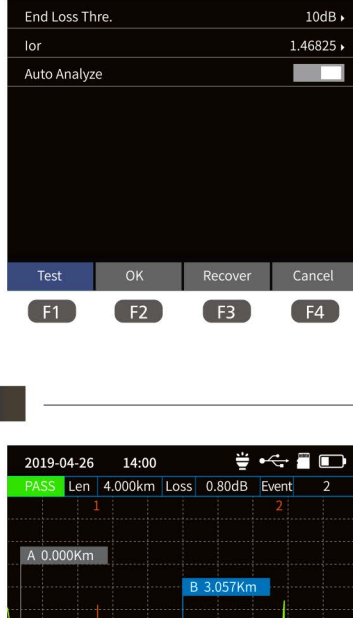 End Loss Thre. 10dB
Ior 1.46825
Auto Analyze
Test OK Recover Cancel
F1 F2 F3 F4
2019-04-26 14:00
PASS Len 4.000km Loss 0.80dB Event 2
1 2
A 0.000Km
B 3.057Km